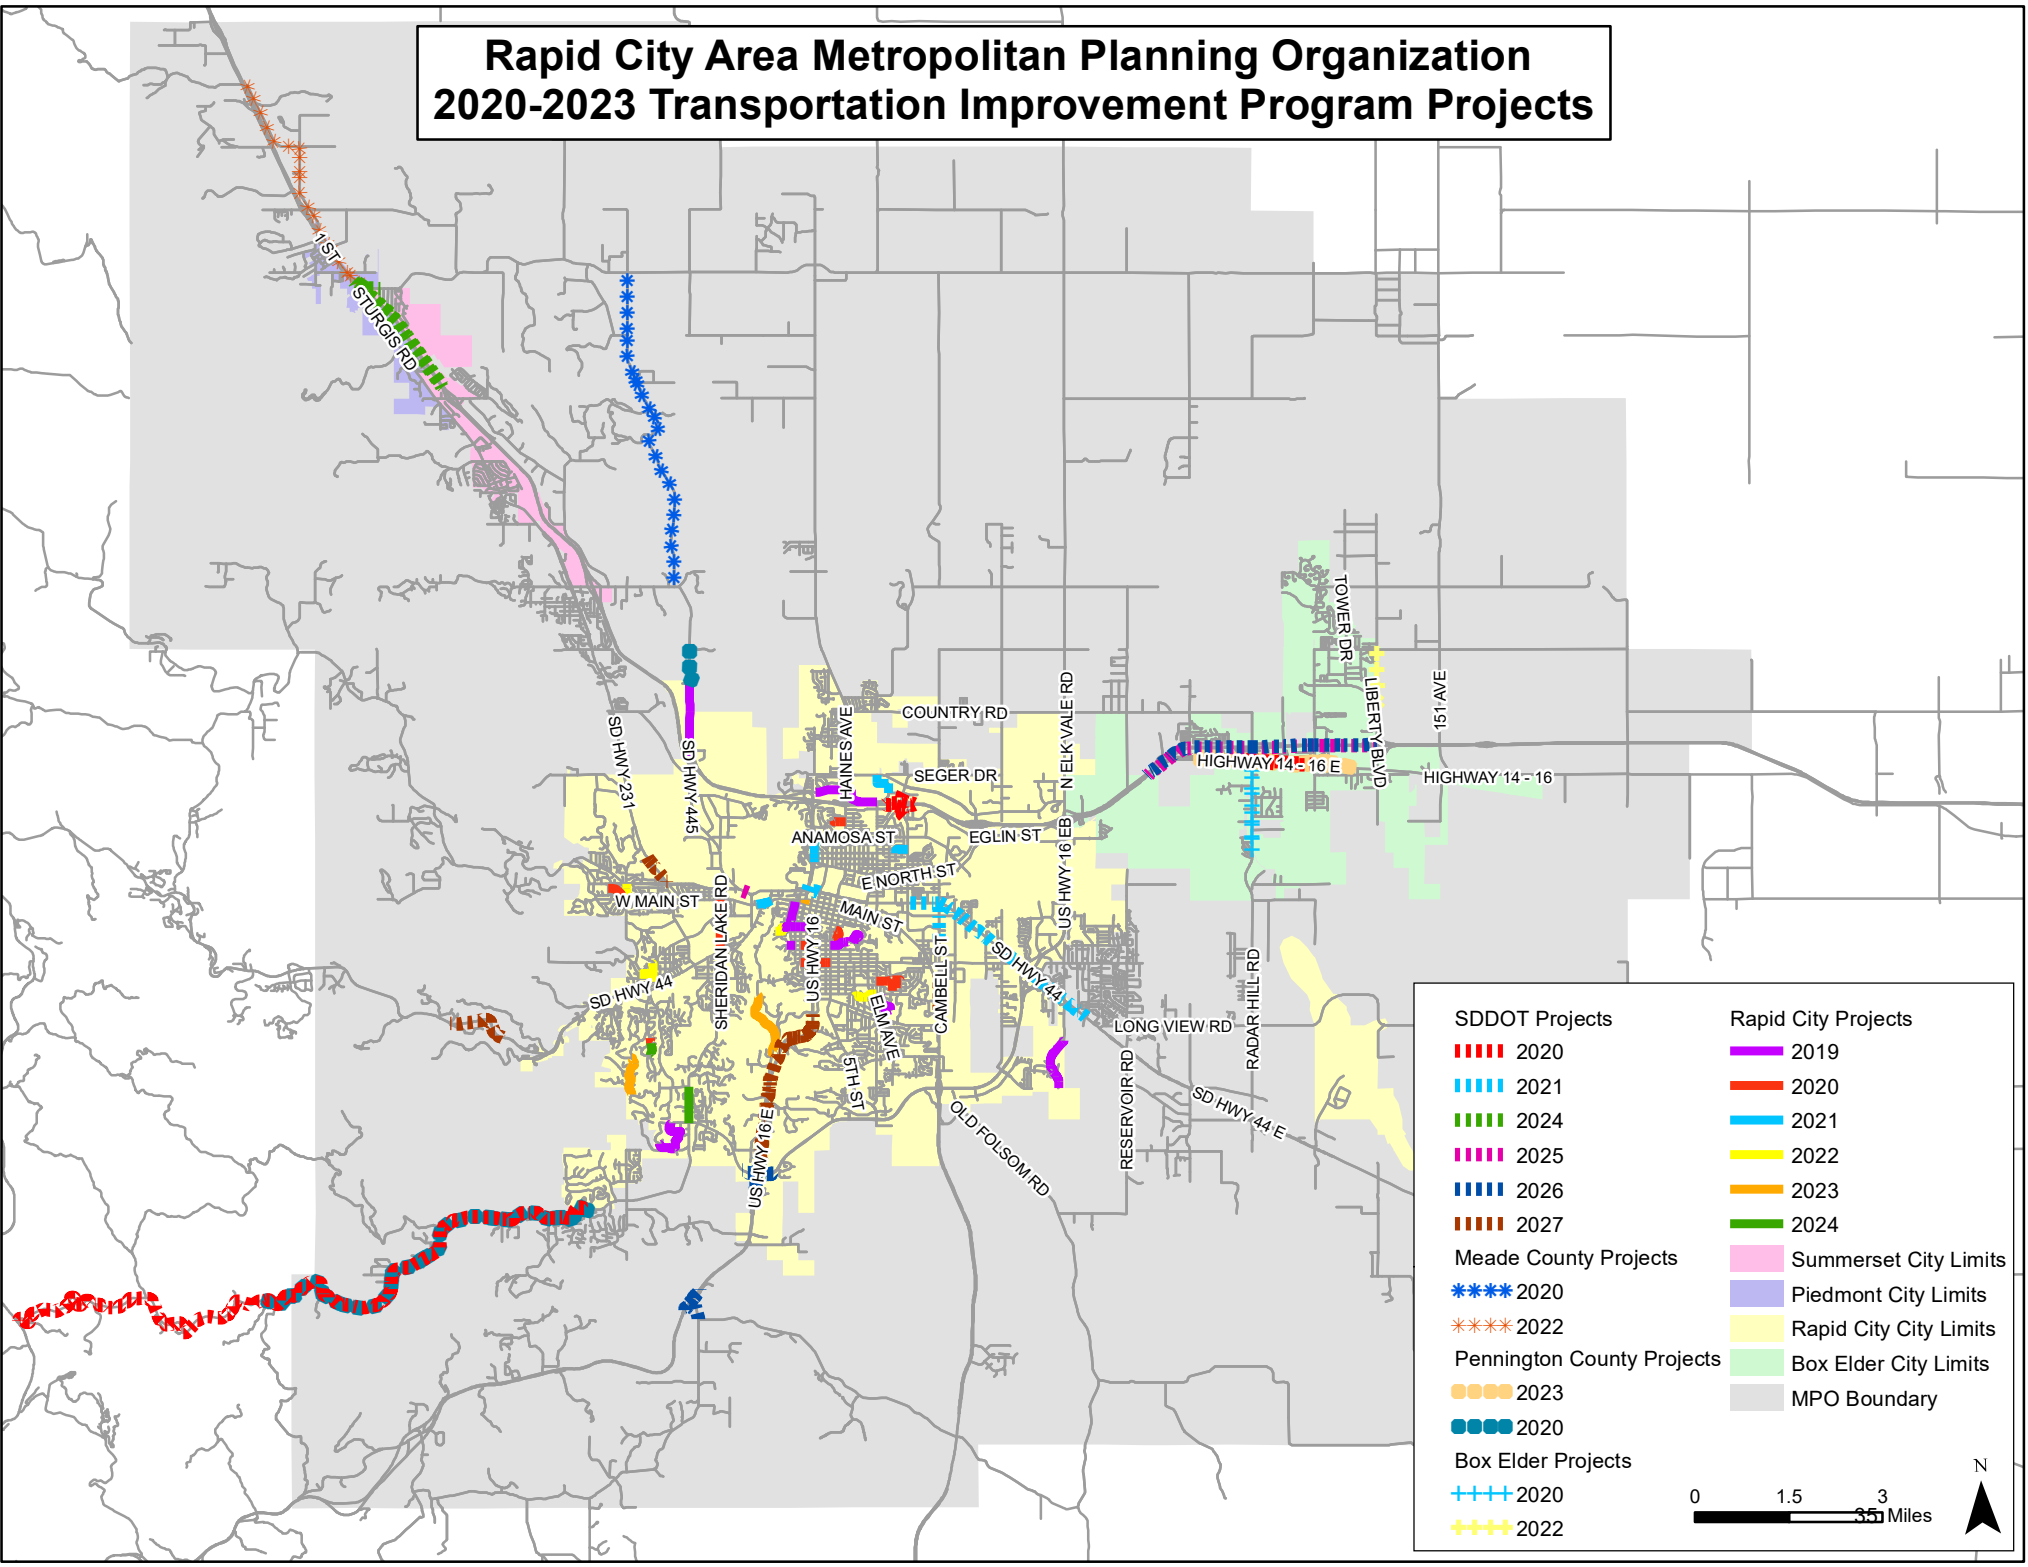 Rapid City Area Metropolitan Planning Organization
2020-2023 Transportation Improvement Program Projects
1 ST
STURGIS RD
SD HWY 231
SD HWY 445
HAINES AVE
COUNTRY RD
N ELK VALE RD
TOWER DR
LIBERTY BLVD
151 AVE
SEGER DR
HIGHWAY 14 - 16 E
HIGHWAY 14 - 16
ANAMOSA ST
EGLIN ST
US HWY 16 EB
E NORTH ST
W MAIN ST
SHERIDAN LAKE RD
US HWY 16
MAIN ST
SD HWY 44
CAMBELL ST
SD HWY 44
RADAR HILL RD
ELM AVE
LONG VIEW RD
5TH ST
RESERVOIR RD
SD HWY 44 E
US HWY 16 E
OLD FOLSOM RD
SDDOT Projects
2020
2021
2024
2025
2026
2027
Meade County Projects
2020
2022
Pennington County Projects
2023
2020
Box Elder Projects
2020
2022
Rapid City Projects
2019
2020
2021
2022
2023
2024
Summerset City Limits
Piedmont City Limits
Rapid City City Limits
Box Elder City Limits
MPO Boundary
N
0 1.5 3
35 Miles